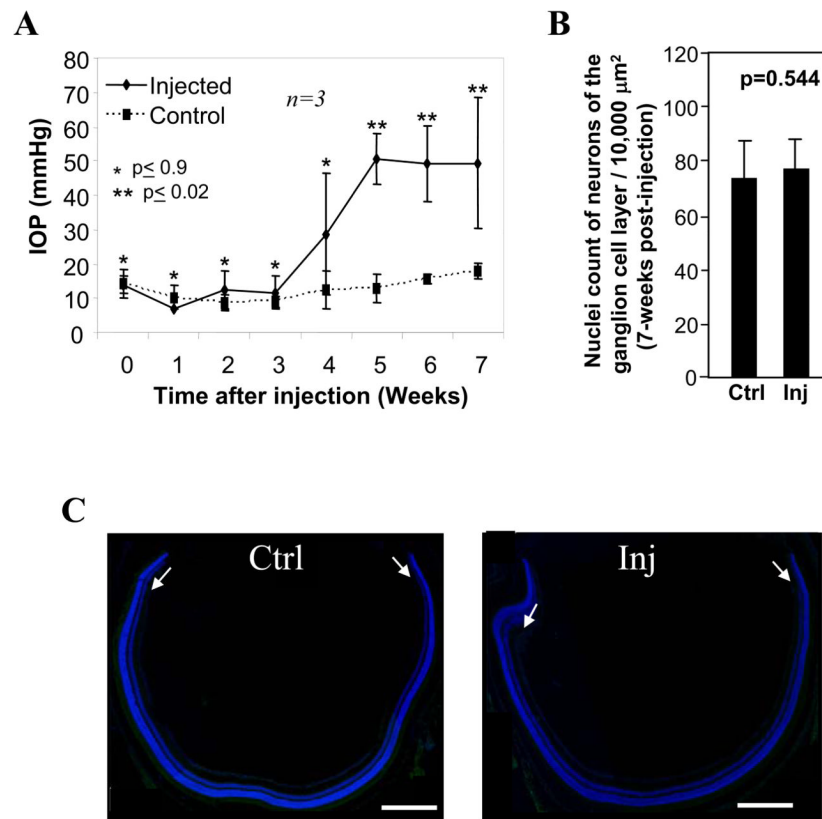 A
80
70
60
50
40
30
20
10
0
Injected
Control
n=3
* p≤ 0.9
** p≤ 0.02
*
*
*
*
*
**
**
**
IOP (mmHg)
0 1 2 3 4 5 6 7
Time after injection (Weeks)
B
Nuclei count of neurons of the
ganglion cell layer / 10,000 µm²
(7-weeks post-injection)
120
100
80
60
40
20
0
p=0.544
Ctrl Inj
C
Ctrl
Inj